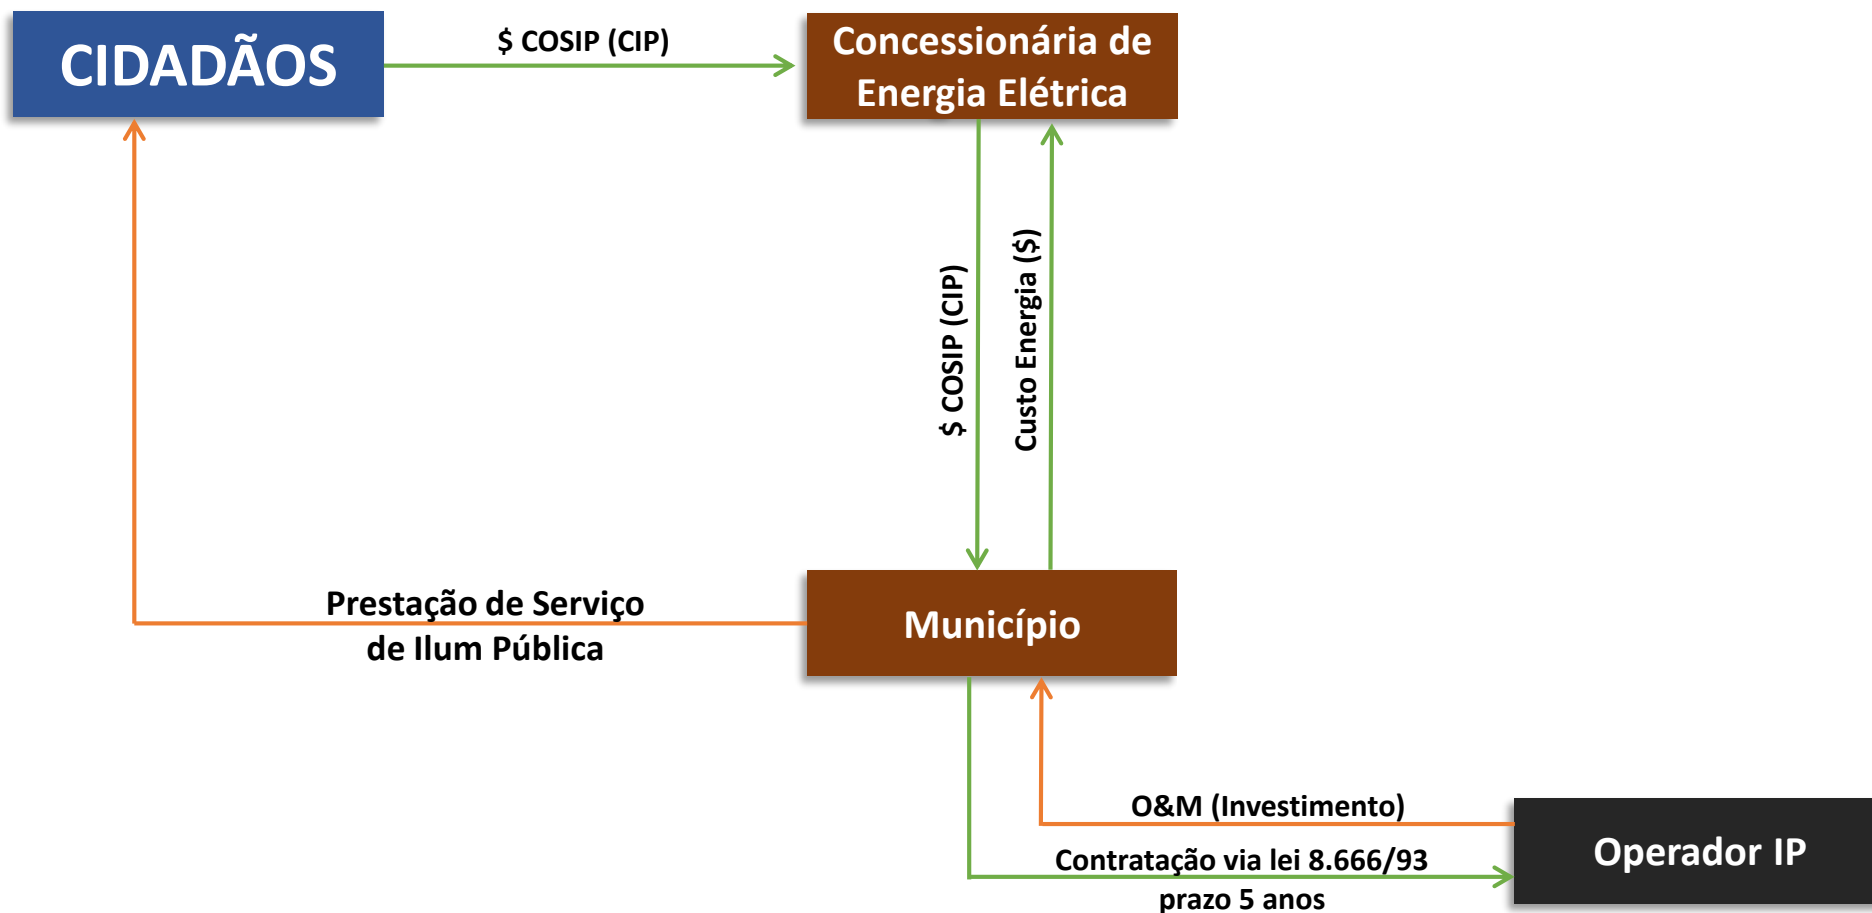 CIDADÃOS
$ COSIP (CIP)
Concessionária de
Energia Elétrica
$ COSIP (CIP)
Custo Energia ($)
Prestação de Serviço
de Ilum Pública
Município
O&M (Investimento)
Contratação via lei 8.666/93
prazo 5 anos
Operador IP